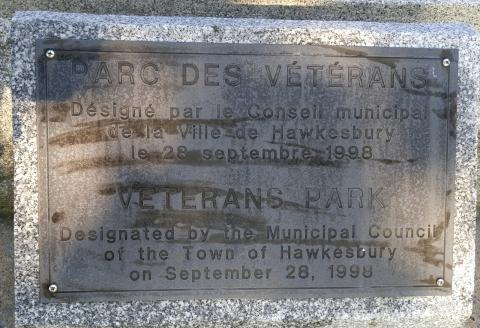 PARC DES VÉTÉRANS
Désigné par le Conseil municipal
de la Ville de Hawkesbury
le 28 septembre 1998
VETERANS PARK
Designated by the Municipal Council
of the Town of Hawkesbury
on September 28, 1998